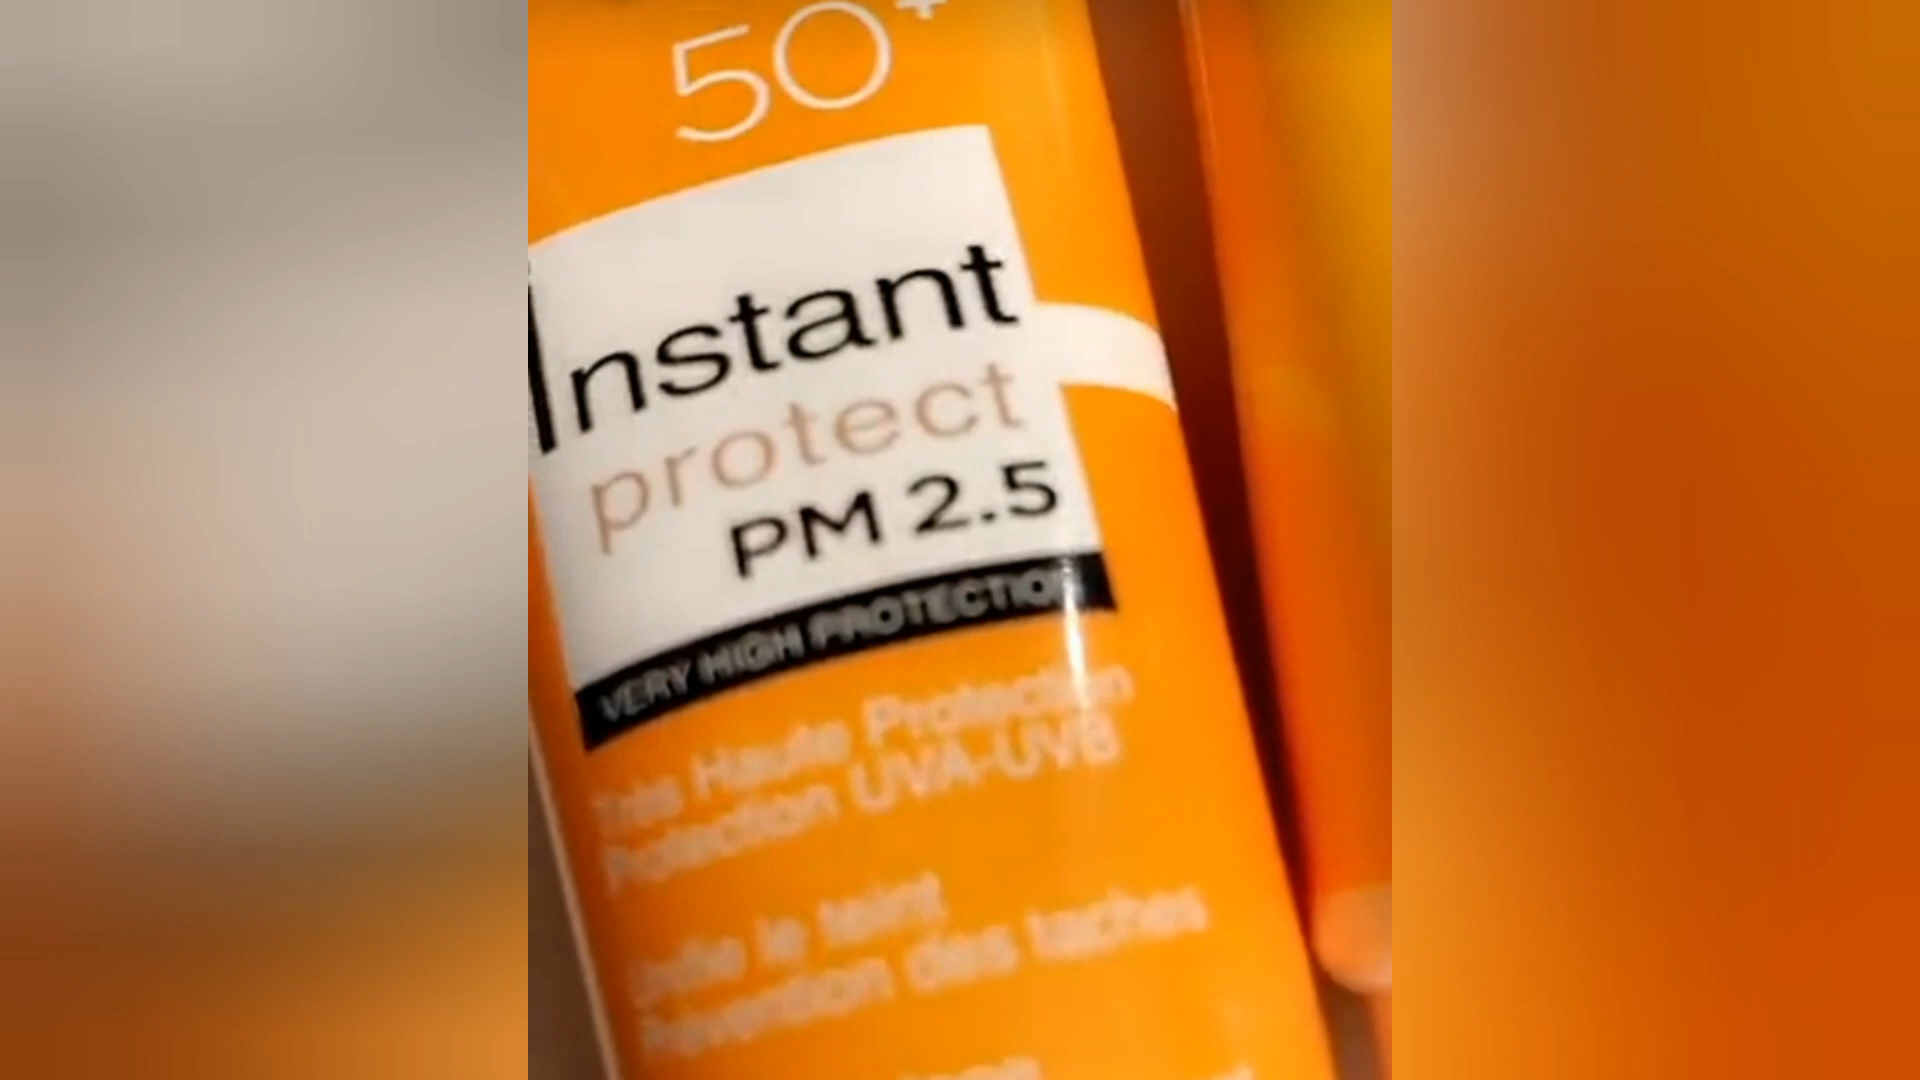 50+
Instant
protect
PM 2.5
VERY HIGH PROTECTION
Très Haute Protection
Protection UVA-UVB
le teint
Prévention des taches